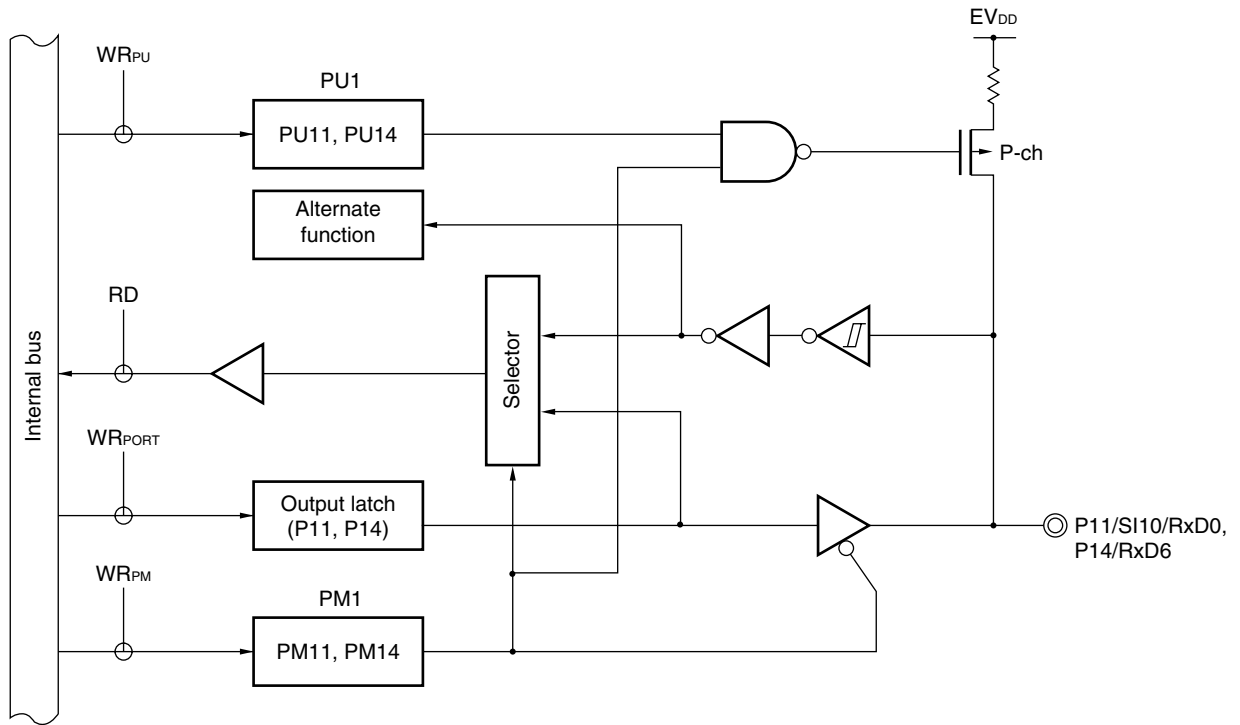 EVDD
WRPU
PU1
PU11, PU14
P-ch
Alternate
function
RD
Internal bus
Selector
WRPORT
Output latch
(P11, P14)
P11/SI10/RxD0,
P14/RxD6
WRPM
PM1
PM11, PM14